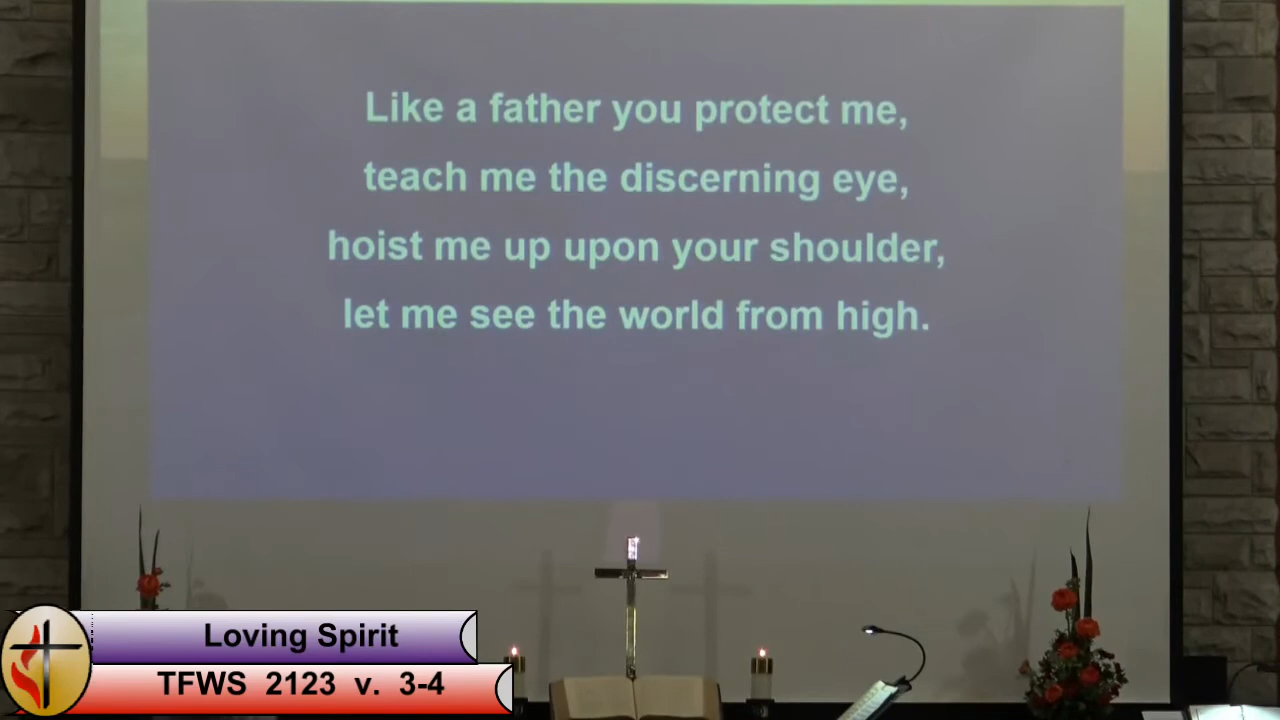 Like a father you protect me,
teach me the discerning eye,
hoist me up upon your shoulder,
let me see the world from high.
Loving Spirit
TFWS 2123 v. 3-4